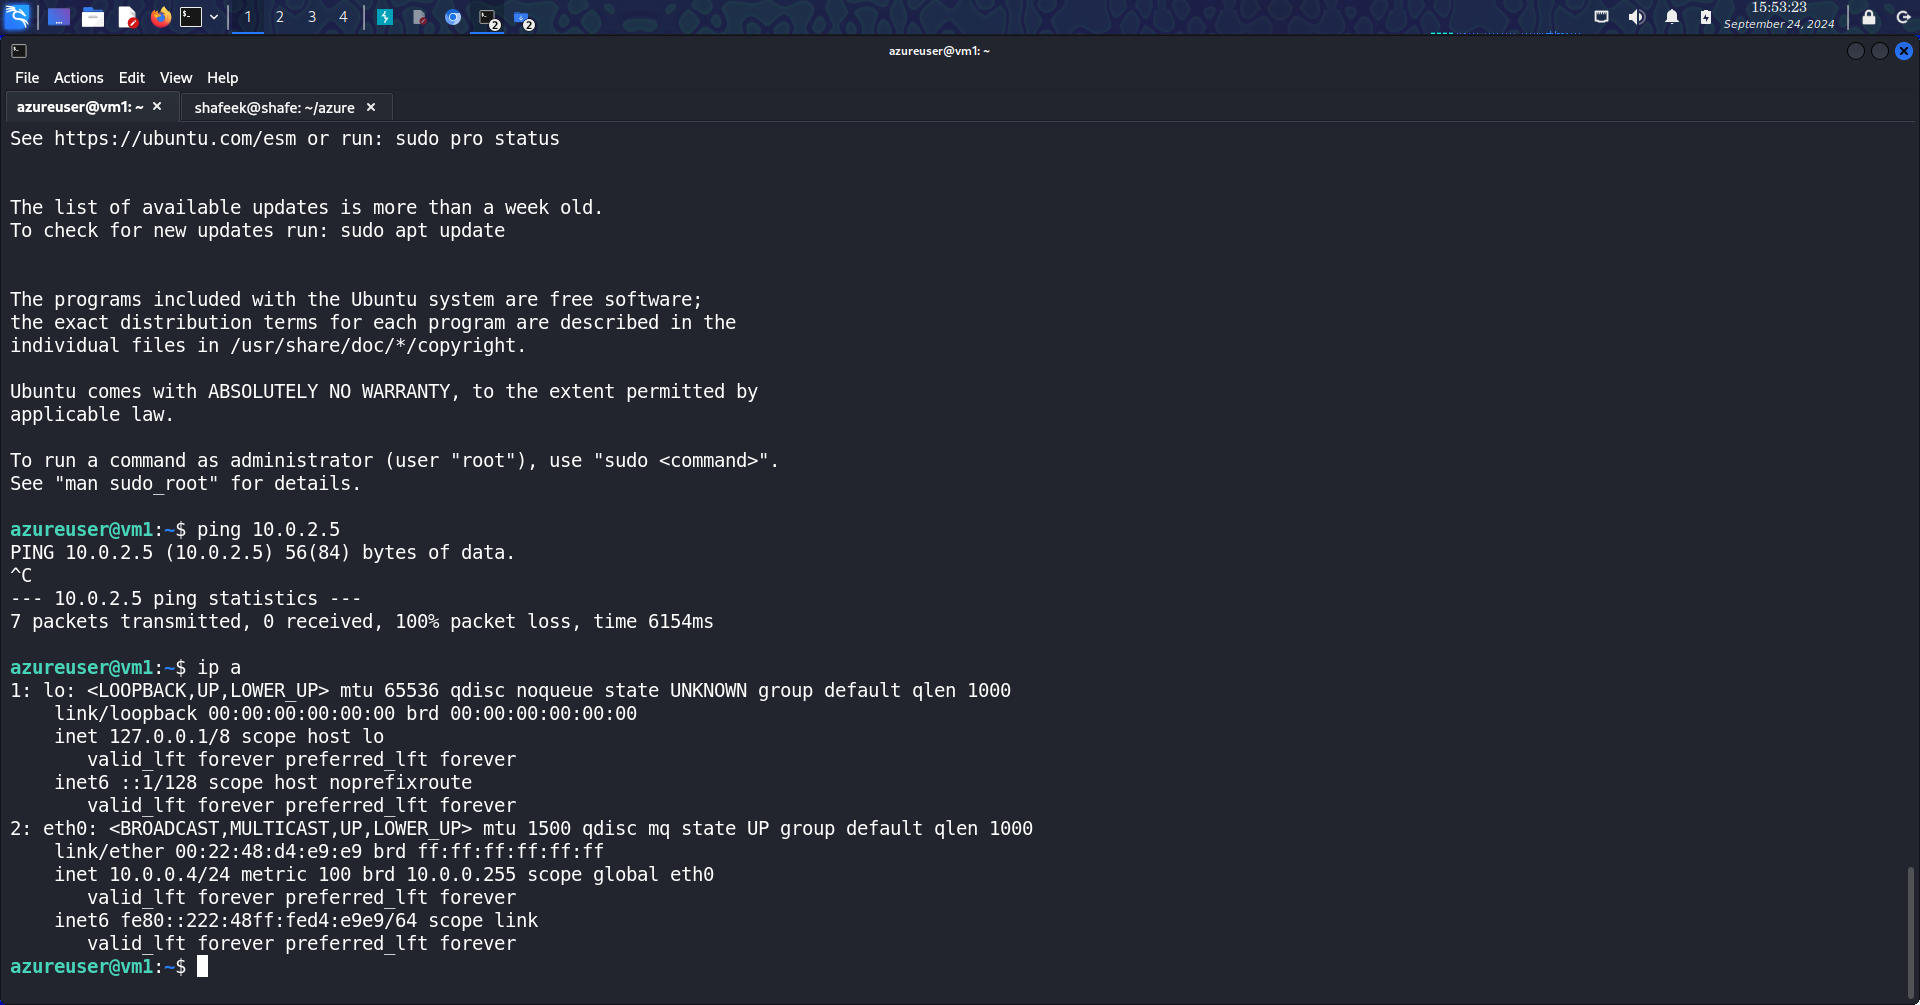 1 2 3 4
2 2
15:53:23
September 24, 2024
azureuser@vm1: ~
File Actions Edit View Help
azureuser@vm1: ~ × shafeek@shafe: ~/azure ×
See https://ubuntu.com/esm or run: sudo pro status
The list of available updates is more than a week old.
To check for new updates run: sudo apt update
The programs included with the Ubuntu system are free software;
the exact distribution terms for each program are described in the
individual files in /usr/share/doc/*/copyright.
Ubuntu comes with ABSOLUTELY NO WARRANTY, to the extent permitted by
applicable law.
To run a command as administrator (user "root"), use "sudo <command>".
See "man sudo_root" for details.
azureuser@vm1:~$ ping 10.0.2.5
PING 10.0.2.5 (10.0.2.5) 56(84) bytes of data.
^C
--- 10.0.2.5 ping statistics ---
7 packets transmitted, 0 received, 100% packet loss, time 6154ms
azureuser@vm1:~$ ip a
1: lo: <LOOPBACK,UP,LOWER_UP> mtu 65536 qdisc noqueue state UNKNOWN group default qlen 1000
    link/loopback 00:00:00:00:00:00 brd 00:00:00:00:00:00
    inet 127.0.0.1/8 scope host lo
       valid_lft forever preferred_lft forever
    inet6 ::1/128 scope host noprefixroute
       valid_lft forever preferred_lft forever
2: eth0: <BROADCAST,MULTICAST,UP,LOWER_UP> mtu 1500 qdisc mq state UP group default qlen 1000
    link/ether 00:22:48:d4:e9:e9 brd ff:ff:ff:ff:ff:ff
    inet 10.0.0.4/24 metric 100 brd 10.0.0.255 scope global eth0
       valid_lft forever preferred_lft forever
    inet6 fe80::222:48ff:fed4:e9e9/64 scope link
       valid_lft forever preferred_lft forever
azureuser@vm1:~$